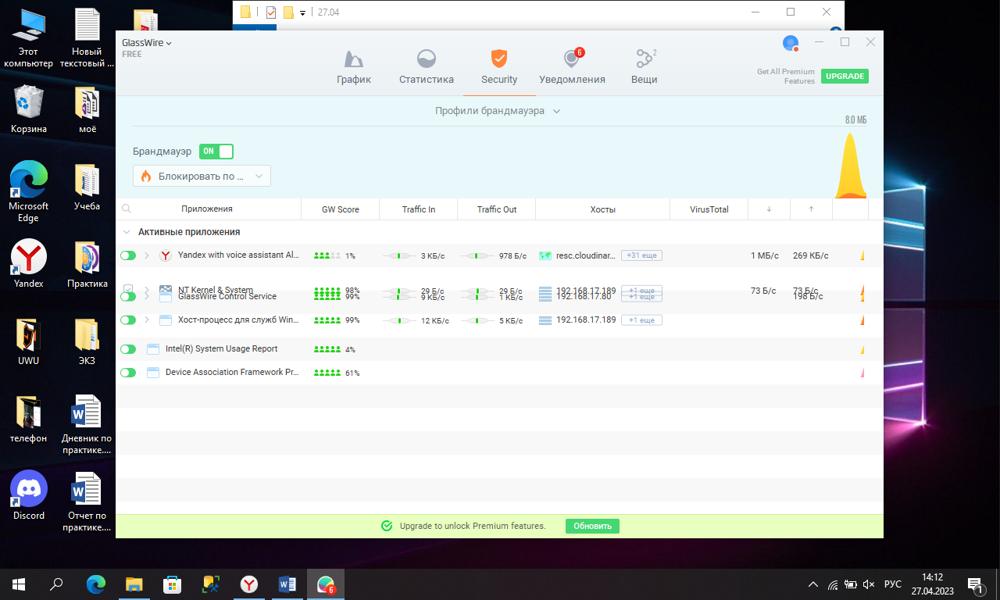 27.04
Этот
компьютер
Новый
текстовый ...
Корзина
моё
Microsoft
Edge
Учеба
Yandex
Практика
UWU
ЭКЗ
телефон
Дневник по
практике....
Discord
Отчет по
практике....
GlassWire
FREE
График
Статистика
Security
6
Уведомления
2
Вещи
Get All Premium
Features
UPGRADE
Профили брандмауэра
8.0 МБ
Брандмауэр ON
Блокировать по ...
Приложения GW Score Traffic In Traffic Out Хосты VirusTotal ↓ ↑
Активные приложения
Yandex with voice assistant Al... 1% 3 КБ/с 978 Б/с resc.cloudinar... +31 еще 1 МБ/с 269 КБ/с
NT Kernel & System 98% 29 Б/с 29 Б/с 192.168.17.189 +1 еще 73 Б/с 73 Б/с
GlassWire Control Service 99% 9 КБ/с 1 КБ/с 192.168.17.80 +1 еще 198 Б/с
Хост-процесс для служб Win... 99% 12 КБ/с 5 КБ/с 192.168.17.189 +1 еще
Intel(R) System Usage Report 4%
Device Association Framework Pr... 61%
Upgrade to unlock Premium features. Обновить
6
РУС
14:12
27.04.2023
1